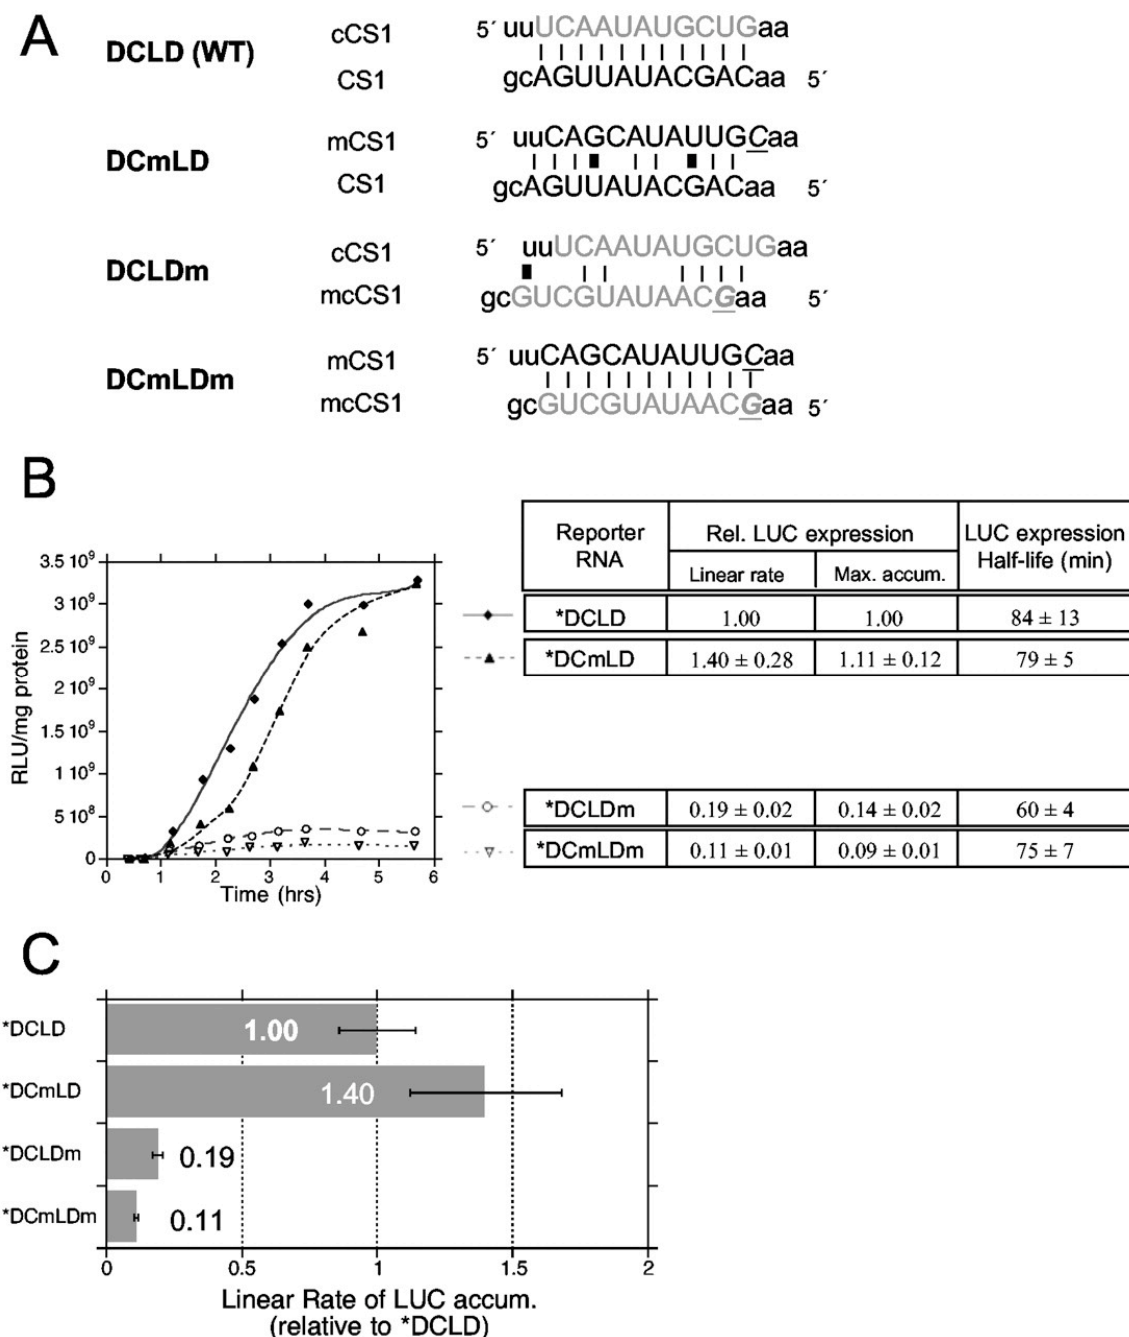 A
DCLD (WT)
cCS1
5´ uuUCAAUAUGCUGaa
CS1
gcAGUUAUACGACaa 5´
DCmLD
mCS1
5´ uuCAGCAUAUUGCaa
CS1
gcAGUUAUACGACaa 5´
DCLDm
cCS1
5´ uuUCAAUAUGCUGaa
mcCS1
gcGUCGUAUAACGaa 5´
DCmLDm
mCS1
5´ uuCAGCAUAUUGCaa
mcCS1
gcGUCGUAUAACGaa 5´
B
RLU/mg protein
3.5 10⁹
3 10⁹
2.5 10⁹
2 10⁹
1.5 10⁹
1 10⁹
5 10⁸
0
0 1 2 3 4 5 6
Time (hrs)
Reporter RNA
Rel. LUC expression
LUC expression Half-life (min)
Linear rate
Max. accum.
*DCLD 1.00 1.00 84 ± 13
*DCmLD 1.40 ± 0.28 1.11 ± 0.12 79 ± 5
*DCLDm 0.19 ± 0.02 0.14 ± 0.02 60 ± 4
*DCmLDm 0.11 ± 0.01 0.09 ± 0.01 75 ± 7
C
*DCLD 1.00
*DCmLD 1.40
*DCLDm 0.19
*DCmLDm 0.11
0 0.5 1 1.5 2
Linear Rate of LUC accum.
(relative to *DCLD)